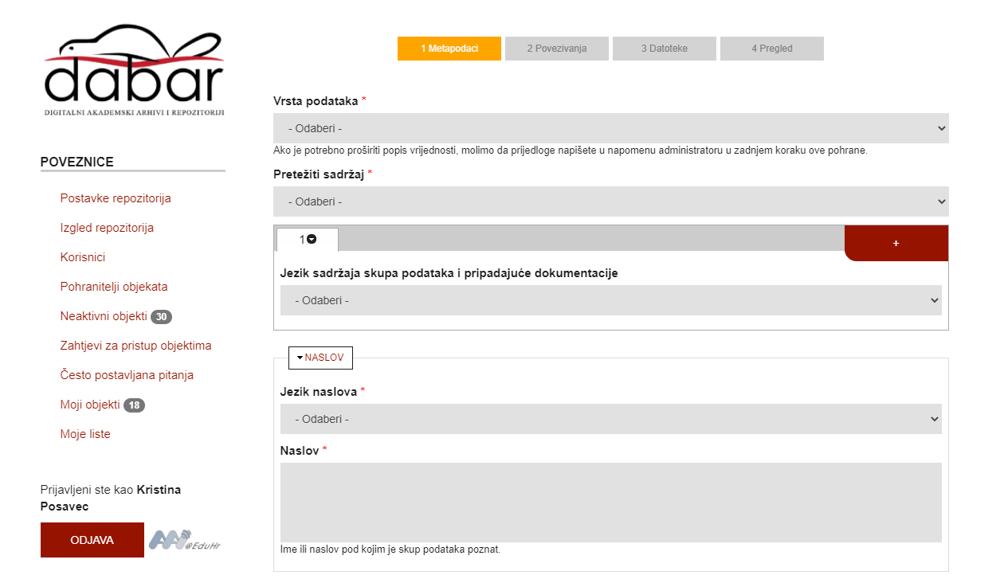 dabar
DIGITALNI AKADEMSKI ARHIVI I REPOZITORIJI
POVEZNICE
Postavke repozitorija
Izgled repozitorija
Korisnici
Pohranitelji objekata
Neaktivni objekti 30
Zahtjevi za pristup objektima
Često postavljana pitanja
Moji objekti 18
Moje liste
Prijavljeni ste kao Kristina
Posavec
ODJAVA
@EduHr
1 Metapodaci 2 Povezivanja 3 Datoteke 4 Pregled
Vrsta podataka *
- Odaberi -
Ako je potrebno proširiti popis vrijednosti, molimo da prijedloge napišete u napomenu administratoru u zadnjem koraku ove pohrane.
Pretežiti sadržaj *
- Odaberi -
1 +
Jezik sadržaja skupa podataka i pripadajuće dokumentacije
- Odaberi -
NASLOV
Jezik naslova *
- Odaberi -
Naslov *
Ime ili naslov pod kojim je skup podataka poznat.